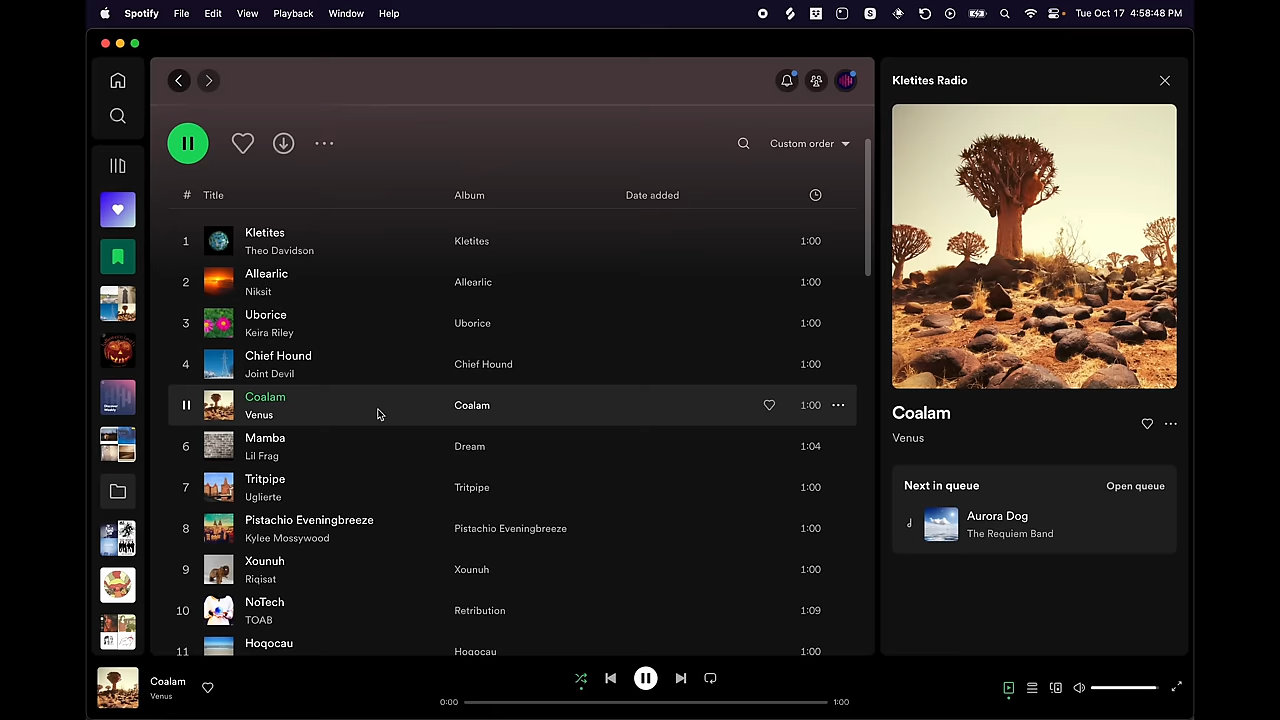 Spotify File Edit View Playback Window Help
Tue Oct 17 4:58:48 PM
Custom order
# Title Album Date added
1 Kletites Kletites 1:00
Theo Davidson
2 Allearlic Allearlic 1:00
Niksit
3 Uborice Uborice 1:00
Keira Riley
4 Chief Hound Chief Hound 1:00
Joint Devil
Coalam Coalam 1:00
Venus
6 Mamba Dream 1:04
Lil Frag
7 Tritpipe Tritpipe 1:00
Uglierte
8 Pistachio Eveningbreeze Pistachio Eveningbreeze 1:00
Kylee Mossywood
9 Xounuh Xounuh 1:00
Riqisat
10 NoTech Retribution 1:09
TOAB
11 Hoqocau Hoqocau 1:00
Kletites Radio
Coalam
Venus
Next in queue Open queue
Aurora Dog
The Requiem Band
Coalam
Venus
0:00 1:00